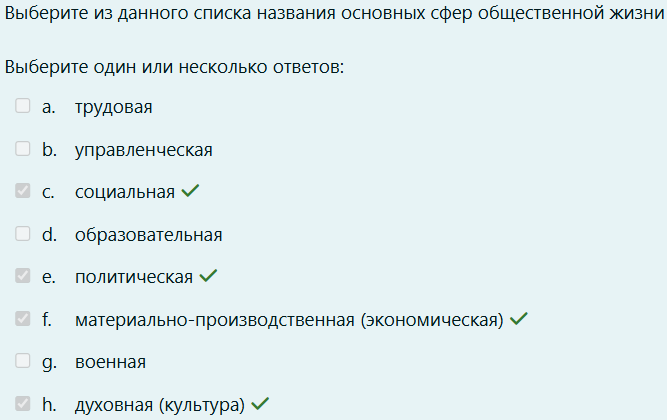 Выберите из данного списка названия основных сфер общественной жизни
Выберите один или несколько ответов:
a. трудовая
b. управленческая
c. социальная
d. образовательная
e. политическая
f. материально-производственная (экономическая)
g. военная
h. духовная (культура)